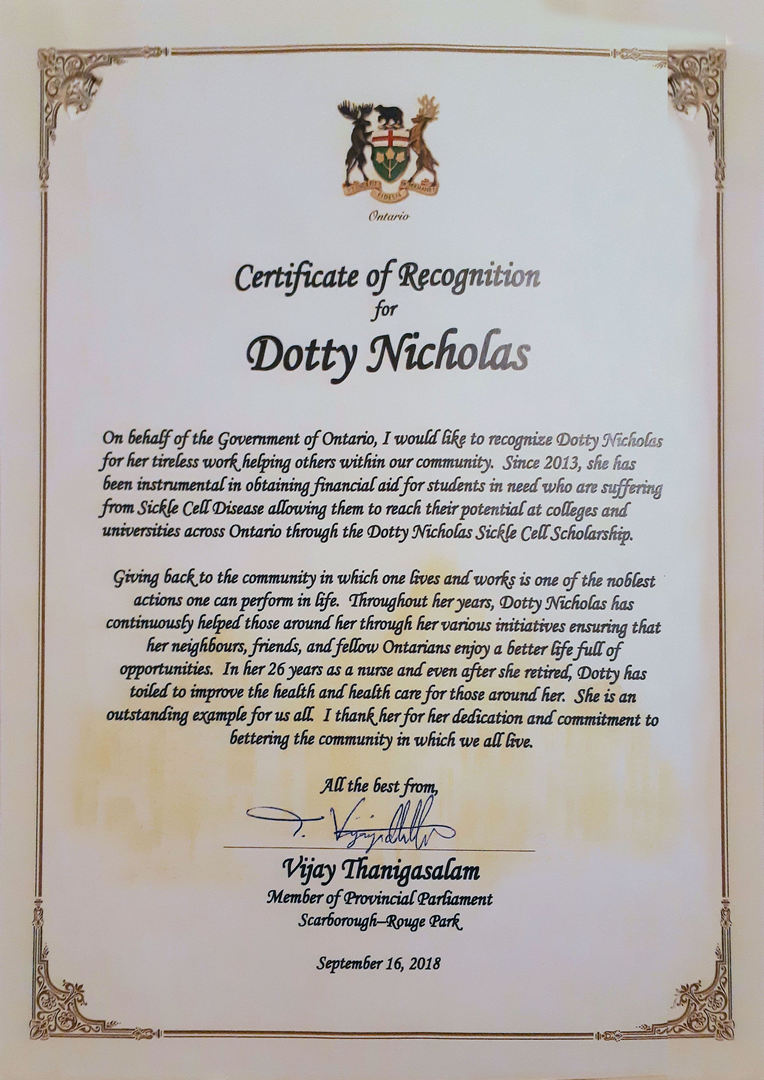 Ontario
Certificate of Recognition
for
Dotty Nicholas
On behalf of the Government of Ontario, I would like to recognize Dotty Nicholas
for her tireless work helping others within our community. Since 2013, she has
been instrumental in obtaining financial aid for students in need who are suffering
from Sickle Cell Disease allowing them to reach their potential at colleges and
universities across Ontario through the Dotty Nicholas Sickle Cell Scholarship.
Giving back to the community in which one lives and works is one of the noblest
actions one can perform in life. Throughout her years, Dotty Nicholas has
continuously helped those around her through her various initiatives ensuring that
her neighbours, friends, and fellow Ontarians enjoy a better life full of
opportunities. In her 26 years as a nurse and even after she retired, Dotty has
toiled to improve the health and health care for those around her. She is an
outstanding example for us all. I thank her for her dedication and commitment to
bettering the community in which we all live.
All the best from,
Vijay Thanigasalam
Member of Provincial Parliament
Scarborough–Rouge Park
September 16, 2018